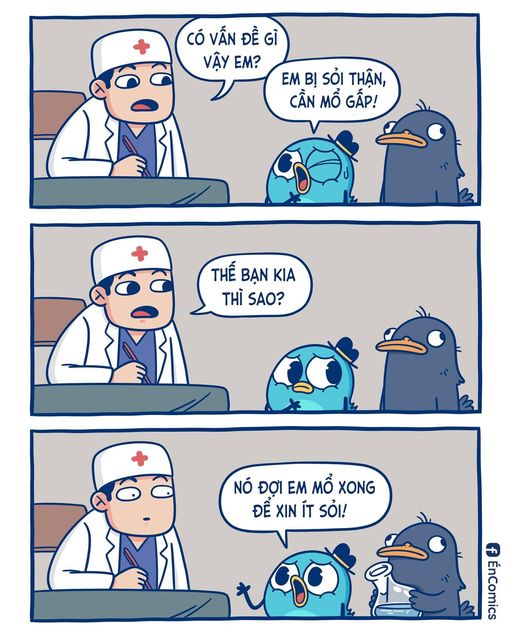 CÓ VẤN ĐỀ GÌ
VẬY EM?
EM BỊ SỎI THẬN,
CẦN MỔ GẤP!
THẾ BẠN KIA
THÌ SAO?
NÓ ĐỢI EM MỔ XONG
ĐỂ XIN ÍT SỎI!
ÉnComics